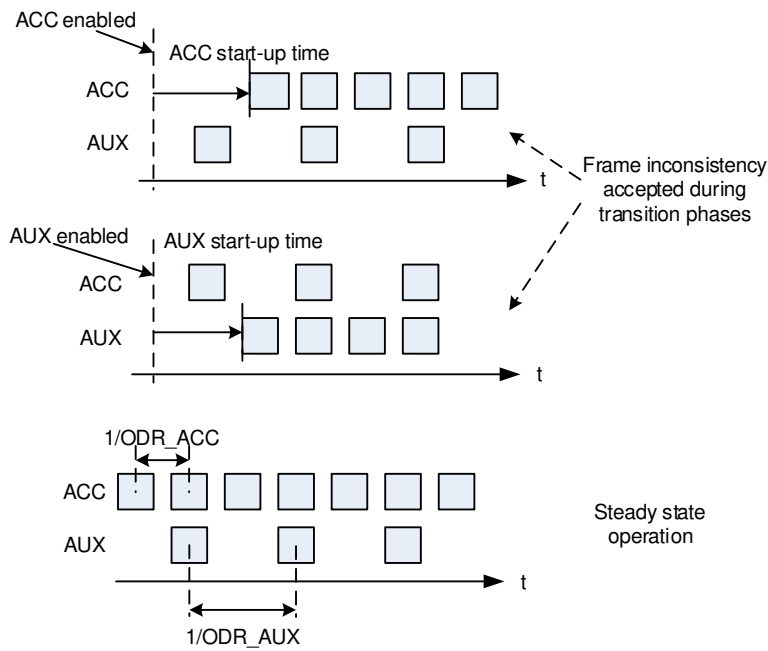 ACC enabled
ACC start-up time
ACC
AUX
t
Frame inconsistency
accepted during
transition phases
AUX enabled
AUX start-up time
ACC
AUX
t
1/ODR_ACC
ACC
AUX
t
1/ODR_AUX
Steady state
operation